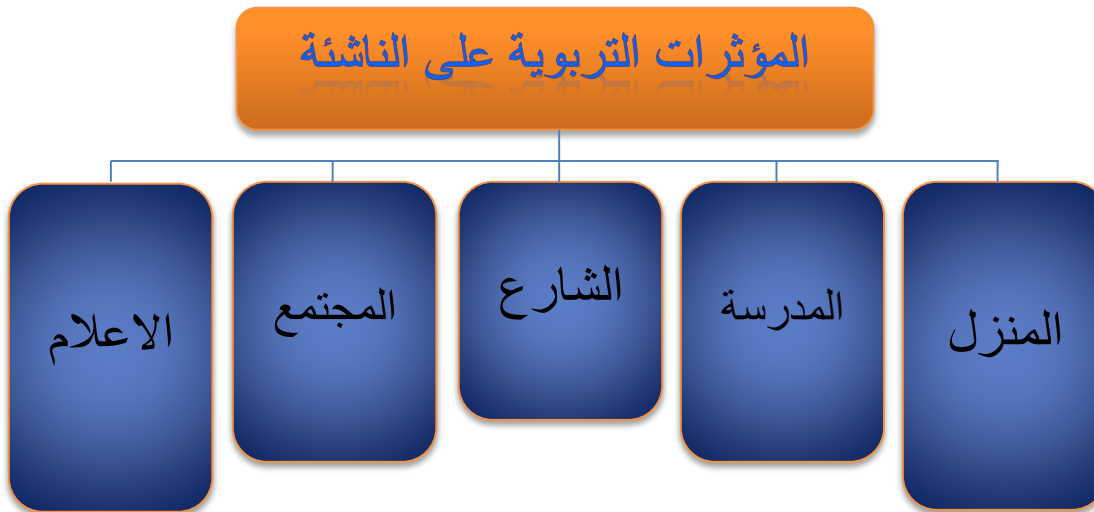 المؤثرات التربوية على الناشئة
المنزل
المدرسة
الشارع
المجتمع
الاعلام